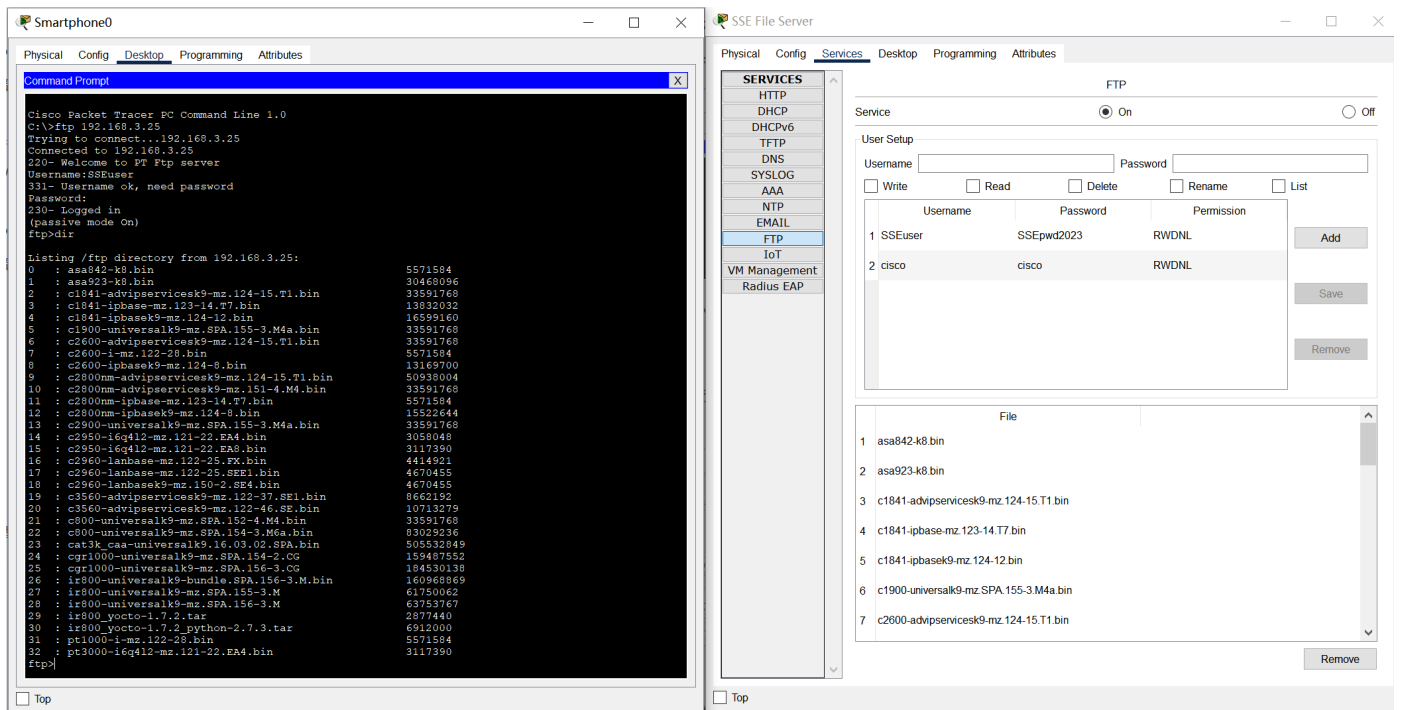 Smartphone0
Physical Config Desktop Programming Attributes
Command Prompt X
Cisco Packet Tracer PC Command Line 1.0
C:\>ftp 192.168.3.25
Trying to connect...192.168.3.25
Connected to 192.168.3.25
220- Welcome to PT Ftp server
Username:SSEuser
331- Username ok, need password
Password:
230- Logged in
(passive mode On)
ftp>dir
Listing /ftp directory from 192.168.3.25:
0 : asa842-k8.bin 5571584
1 : asa923-k8.bin 30468096
2 : c1841-advipservicesk9-mz.124-15.T1.bin 33591768
3 : c1841-ipbase-mz.123-14.T7.bin 13832032
4 : c1841-ipbasek9-mz.124-12.bin 16599160
5 : c1900-universalk9-mz.SPA.155-3.M4a.bin 33591768
6 : c2600-advipservicesk9-mz.124-15.T1.bin 33591768
7 : c2600-i-mz.122-28.bin 5571584
8 : c2600-ipbasek9-mz.124-8.bin 13169700
9 : c2800nm-advipservicesk9-mz.124-15.T1.bin 50938004
10 : c2800nm-advipservicesk9-mz.151-4.M4.bin 33591768
11 : c2800nm-ipbase-mz.123-14.T7.bin 5571584
12 : c2800nm-ipbasek9-mz.124-8.bin 15522644
13 : c2900-universalk9-mz.SPA.155-3.M4a.bin 33591768
14 : c2950-i6q4l2-mz.121-22.EA4.bin 3058048
15 : c2950-i6q4l2-mz.121-22.EA8.bin 3117390
16 : c2960-lanbase-mz.122-25.FX.bin 4414921
17 : c2960-lanbase-mz.122-25.SEE1.bin 4670455
18 : c2960-lanbasek9-mz.150-2.SE4.bin 4670455
19 : c3560-advipservicesk9-mz.122-37.SE1.bin 8662192
20 : c3560-advipservicesk9-mz.122-46.SE.bin 10713279
21 : c800-universalk9-mz.SPA.152-4.M4.bin 33591768
22 : c800-universalk9-mz.SPA.154-3.M6a.bin 83029236
23 : cat3k_caa-universalk9.16.03.02.SPA.bin 505532849
24 : cgr1000-universalk9-mz.SPA.154-2.CG 159487552
25 : cgr1000-universalk9-mz.SPA.156-3.CG 184530138
26 : ir800-universalk9-bundle.SPA.156-3.M.bin 160968869
27 : ir800-universalk9-mz.SPA.155-3.M 61750062
28 : ir800-universalk9-mz.SPA.156-3.M 63753767
29 : ir800_yocto-1.7.2.tar 2877440
30 : ir800_yocto-1.7.2_python-2.7.3.tar 6912000
31 : pt1000-i-mz.122-28.bin 5571584
32 : pt3000-i6q4l2-mz.121-22.EA4.bin 3117390
ftp>
Top
SSE File Server
Physical Config Services Desktop Programming Attributes
SERVICES
HTTP
DHCP
DHCPv6
TFTP
DNS
SYSLOG
AAA
NTP
EMAIL
FTP
IoT
VM Management
Radius EAP
FTP
Service On Off
User Setup
Username Password
Write Read Delete Rename List
Username Password Permission
1 SSEuser SSEpwd2023 RWDNL
2 cisco cisco RWDNL
Add
Save
Remove
File
1 asa842-k8.bin
2 asa923-k8.bin
3 c1841-advipservicesk9-mz.124-15.T1.bin
4 c1841-ipbase-mz.123-14.T7.bin
5 c1841-ipbasek9-mz.124-12.bin
6 c1900-universalk9-mz.SPA.155-3.M4a.bin
7 c2600-advipservicesk9-mz.124-15.T1.bin
Remove
Top